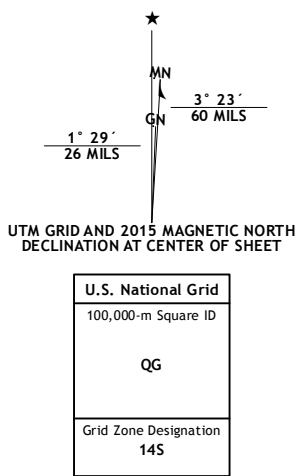 ★
MN
GN
3° 23´
60 MILS
1° 29´
26 MILS
UTM GRID AND 2015 MAGNETIC NORTH
DECLINATION AT CENTER OF SHEET
U.S. National Grid
100,000-m Square ID
QG
Grid Zone Designation
14S